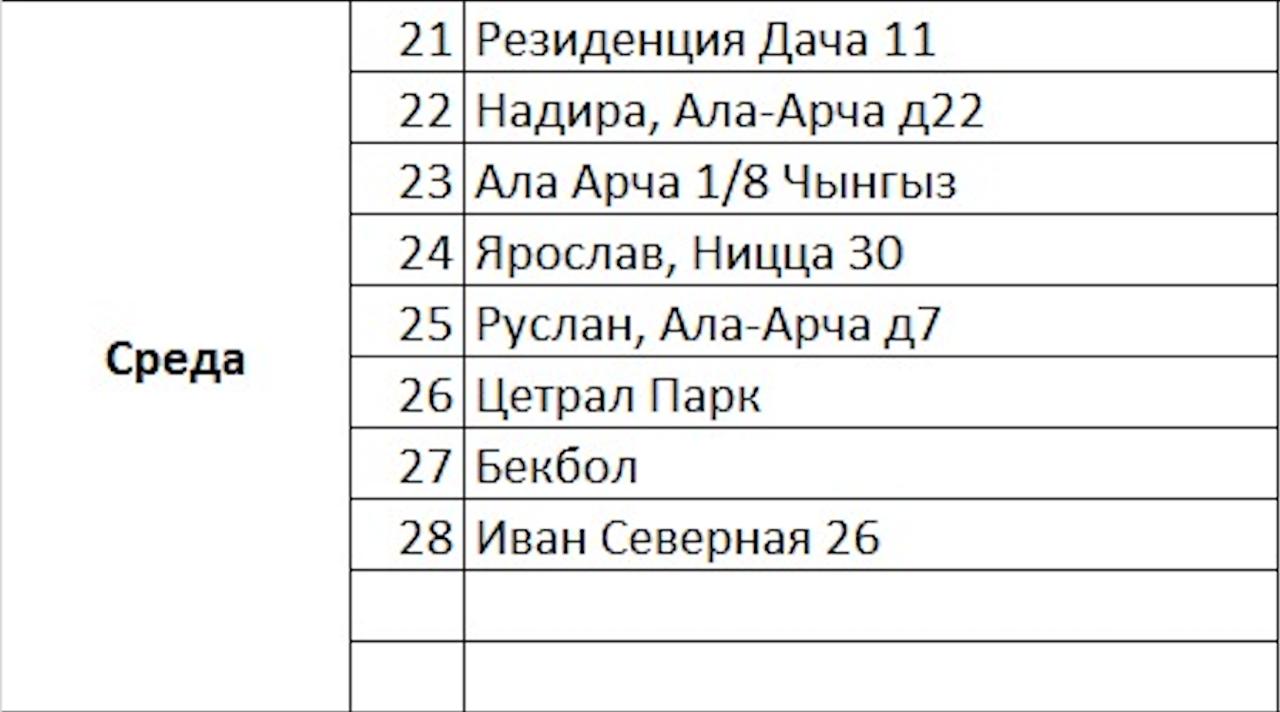 Среда
21 Резиденция Дача 11
22 Надира, Ала-Арча д22
23 Ала Арча 1/8 Чынгыз
24 Ярослав, Ницца 30
25 Руслан, Ала-Арча д7
26 Цетрал Парк
27 Бекбол
28 Иван Северная 26